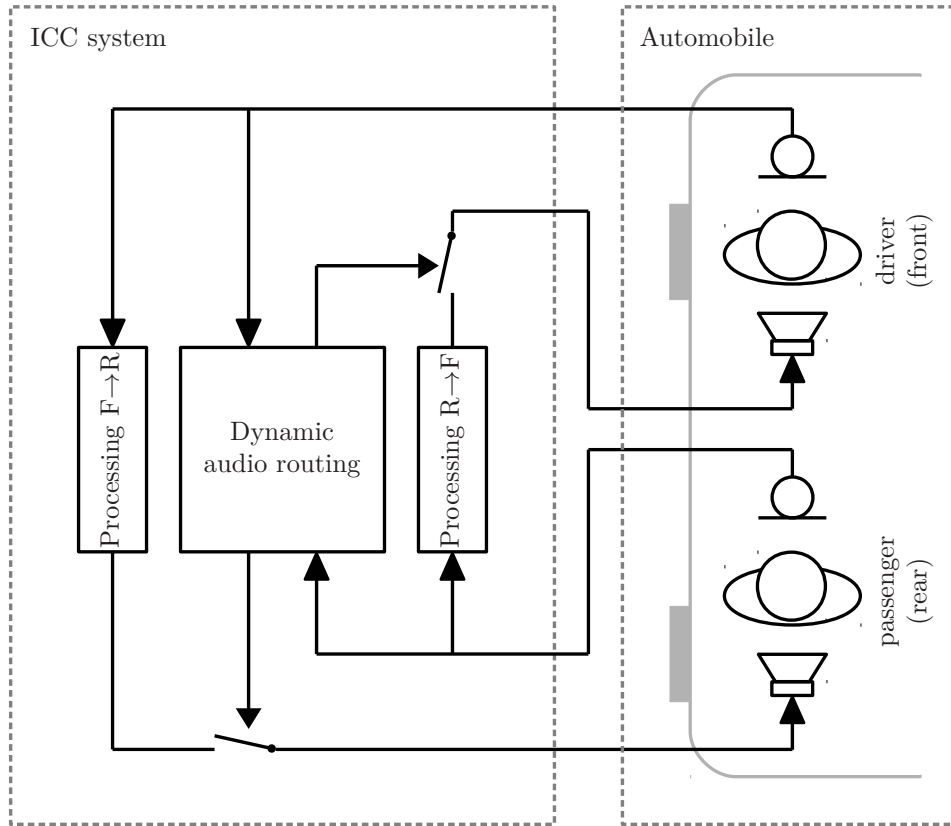 ICC system
Automobile
Processing F→R
Dynamic
audio routing
Processing R→F
driver
(front)
passenger
(rear)